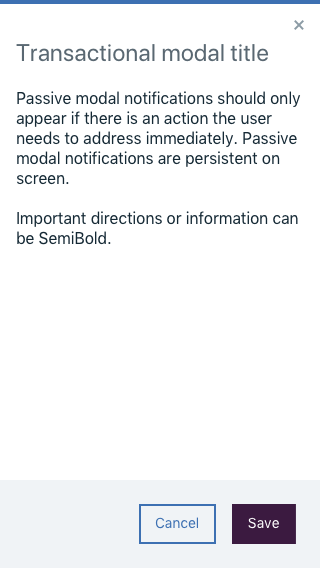 Transactional modal title
Passive modal notifications should only
appear if there is an action the user
needs to address immediately. Passive
modal notifications are persistent on
screen.
Important directions or information can
be SemiBold.
Cancel Save